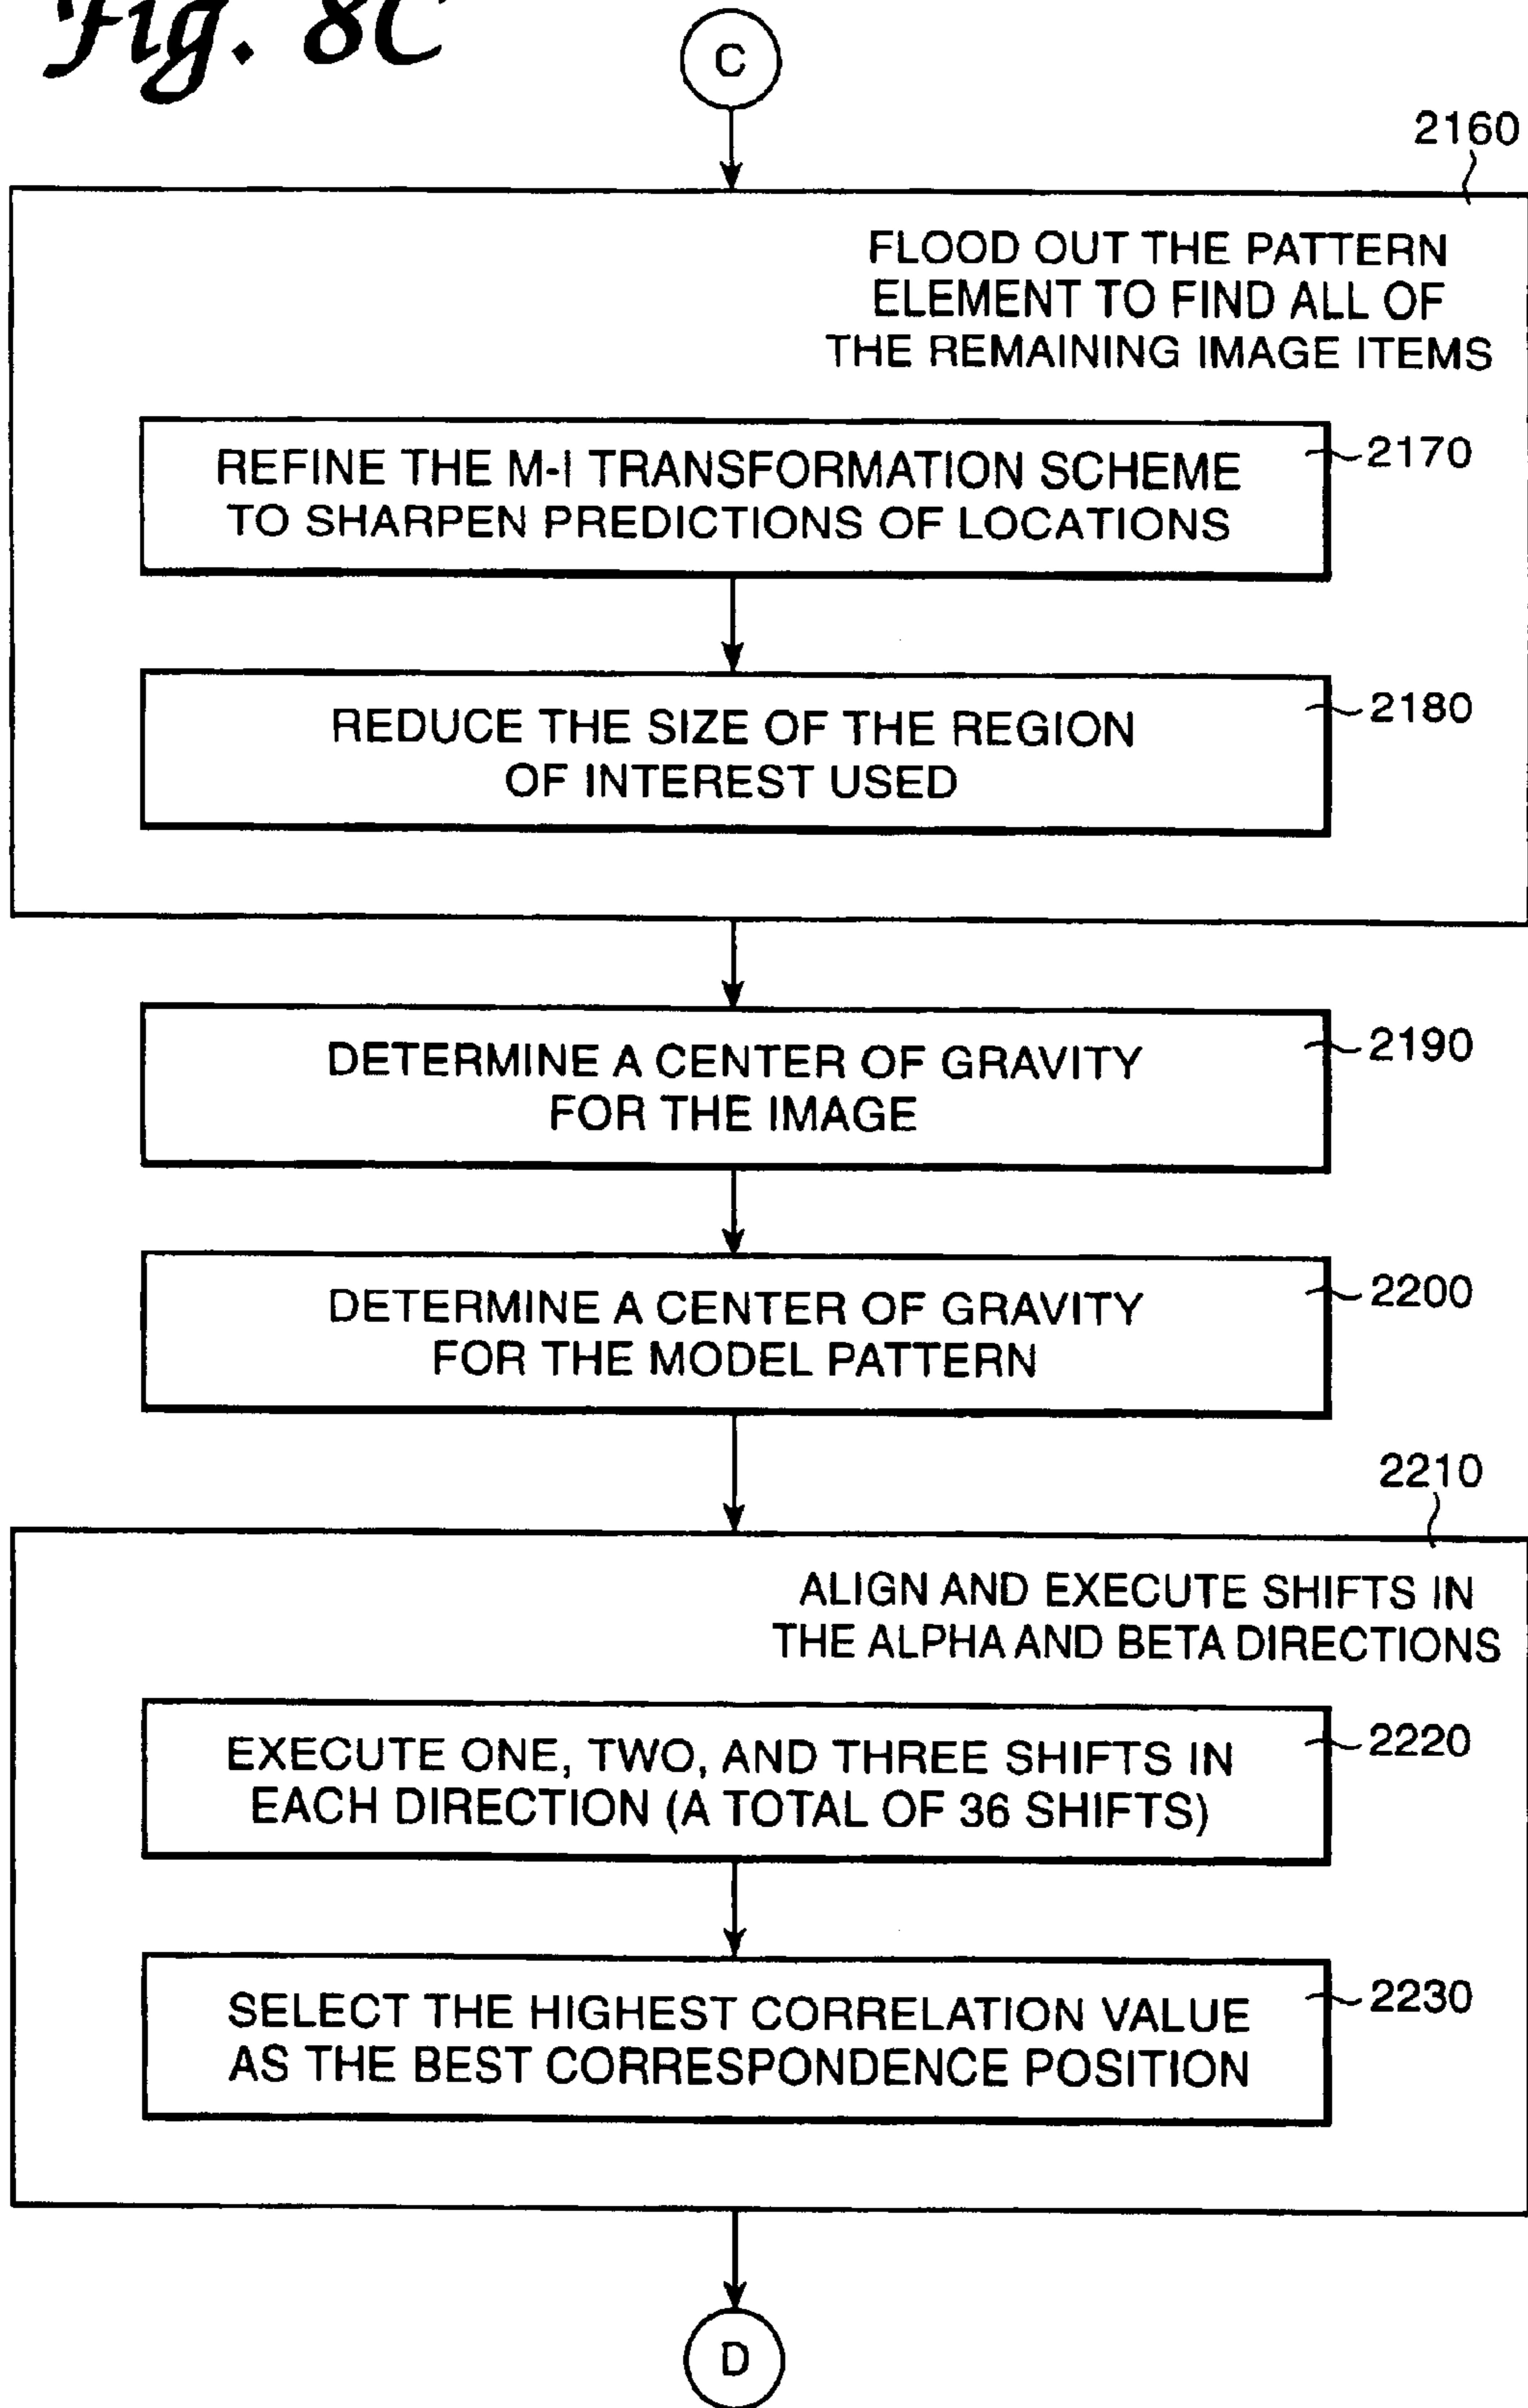 Fig. 8C
C
2160
FLOOD OUT THE PATTERN
ELEMENT TO FIND ALL OF
THE REMAINING IMAGE ITEMS
REFINE THE M-I TRANSFORMATION SCHEME
TO SHARPEN PREDICTIONS OF LOCATIONS
2170
REDUCE THE SIZE OF THE REGION
OF INTEREST USED
2180
DETERMINE A CENTER OF GRAVITY
FOR THE IMAGE
2190
DETERMINE A CENTER OF GRAVITY
FOR THE MODEL PATTERN
2200
2210
ALIGN AND EXECUTE SHIFTS IN
THE ALPHA AND BETA DIRECTIONS
EXECUTE ONE, TWO, AND THREE SHIFTS IN
EACH DIRECTION (A TOTAL OF 36 SHIFTS)
2220
SELECT THE HIGHEST CORRELATION VALUE
AS THE BEST CORRESPONDENCE POSITION
2230
D